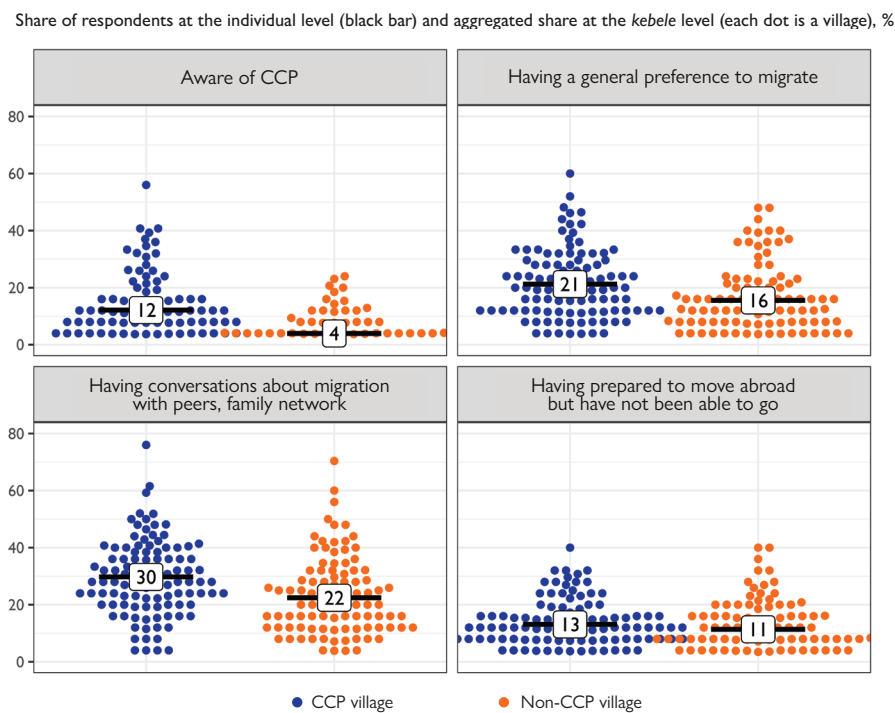 Share of respondents at the individual level (black bar) and aggregated share at the kebele level (each dot is a village), %
Aware of CCP
Having a general preference to migrate
80
60
40
20
0
12
4
21
16
Having conversations about migration
with peers, family network
Having prepared to move abroad
but have not been able to go
80
60
40
20
0
30
22
13
11
CCP village
Non-CCP village